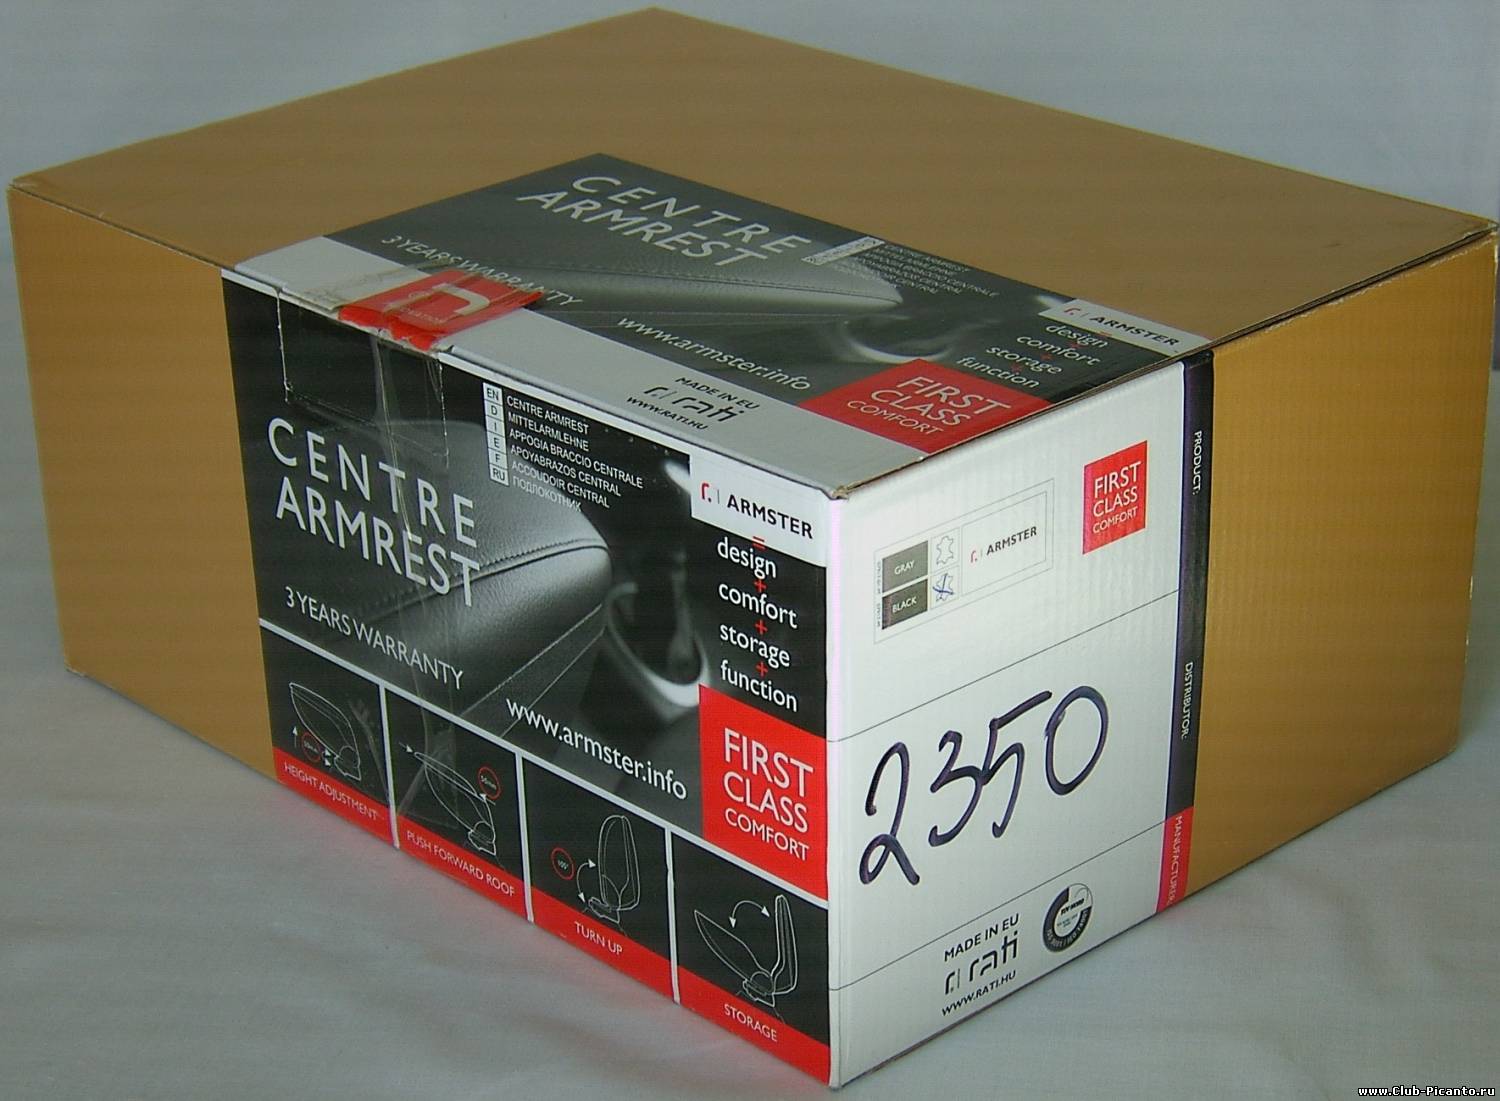 CENTRE
ARMREST
3 YEARS WARRANTY
CENTRE ARMREST
MITTELARMLEHNE
www.armster.info
MADE IN EU
rati
WWW.RATI.HU
ARMSTER
design
comfort
storage
function
FIRST
CLASS
COMFORT
CENTRE
ARMREST
3 YEARS WARRANTY
EN CENTRE ARMREST
D MITTELARMLEHNE
I APPOGIA BRACCIO CENTRALE
E APOYABRAZOS CENTRAL
F ACCOUDOIR CENTRAL
RU ПОДЛОКОТНИК
ARMSTER
=
design
+
comfort
+
storage
+
function
www.armster.info
FIRST
CLASS
COMFORT
HEIGHT ADJUSTMENT
PUSH FORWARD ROOF
TURN UP
STORAGE
GRAY
BLACK
ARMSTER
FIRST
CLASS
COMFORT
2350
MADE IN EU
rati
WWW.RATI.HU
PRODUCT:
DISTRIBUTOR:
MANUFACTURER:
www.Club-Picanto.ru